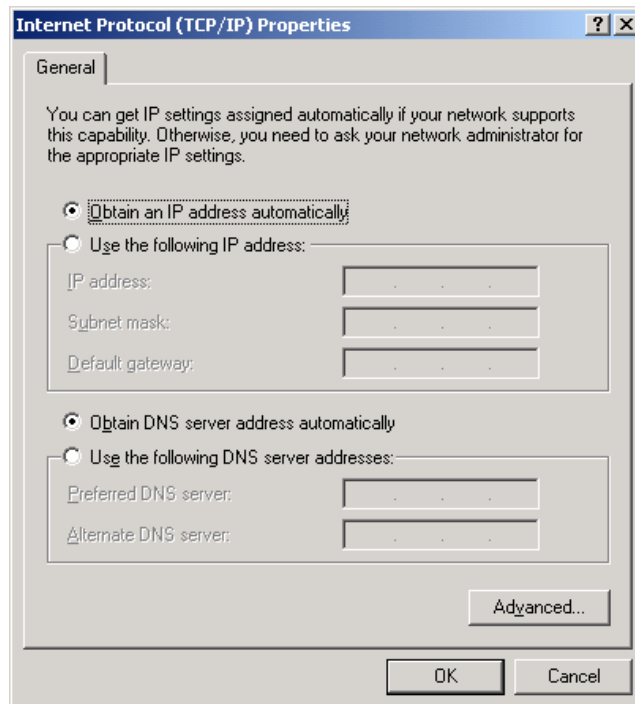 Internet Protocol (TCP/IP) Properties
General
You can get IP settings assigned automatically if your network supports
this capability. Otherwise, you need to ask your network administrator for
the appropriate IP settings.
Obtain an IP address automatically
Use the following IP address:
IP address:
Subnet mask:
Default gateway:
Obtain DNS server address automatically
Use the following DNS server addresses:
Preferred DNS server:
Alternate DNS server:
Advanced...
OK Cancel